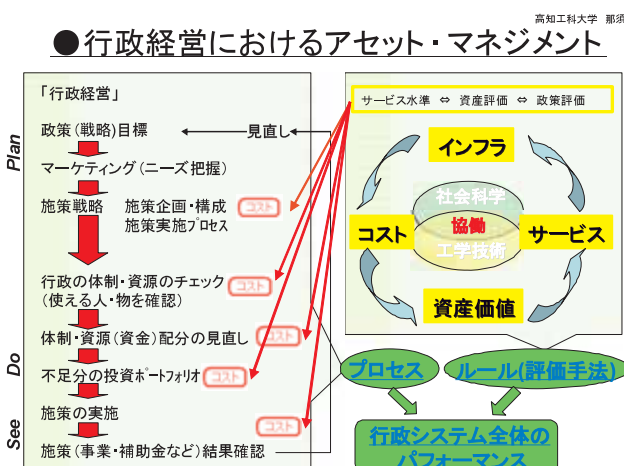 高知工科大学 那須
●行政経営におけるアセット・マネジメント
Plan
Do
See
「行政経営」
政策(戦略)目標
見直し
マーケティング(ニーズ把握)
施策戦略 施策企画・構成
施策実施プロセス
コスト
行政の体制・資源のチェック
(使える人・物を確認)
コスト
体制・資源(資金)配分の見直し
コスト
不足分の投資ポートフォリオ
コスト
施策の実施
コスト
施策(事業・補助金など)結果確認
サービス水準 ⇔ 資産評価 ⇔ 政策評価
インフラ
社会科学
コスト
協働
サービス
工学技術
資産価値
プロセス
ルール(評価手法)
行政システム全体の
パフォーマンス